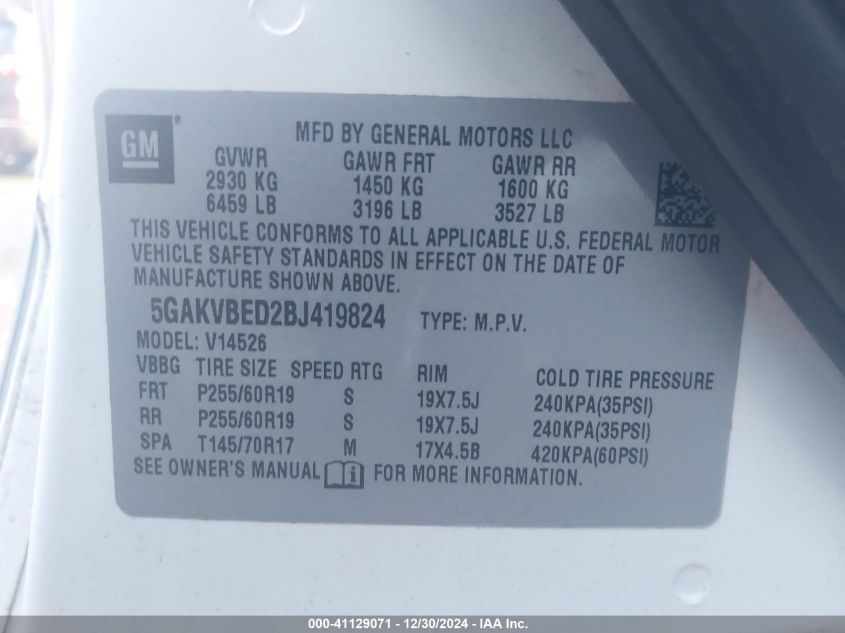 GM
MFD BY GENERAL MOTORS LLC
GVWR GAWR FRT GAWR RR
2930 KG 1450 KG 1600 KG
6459 LB 3196 LB 3527 LB
THIS VEHICLE CONFORMS TO ALL APPLICABLE U.S. FEDERAL MOTOR
VEHICLE SAFETY STANDARDS IN EFFECT ON THE DATE OF
MANUFACTURE SHOWN ABOVE.
5GAKVBED2BJ419824 TYPE: M.P.V.
MODEL: V14526
VBBG TIRE SIZE SPEED RTG RIM COLD TIRE PRESSURE
FRT P255/60R19 S 19X7.5J 240KPA(35PSI)
RR P255/60R19 S 19X7.5J 240KPA(35PSI)
SPA T145/70R17 M 17X4.5B 420KPA(60PSI)
SEE OWNER'S MANUAL i FOR MORE INFORMATION.
000-41129071 - 12/30/2024 - IAA Inc.